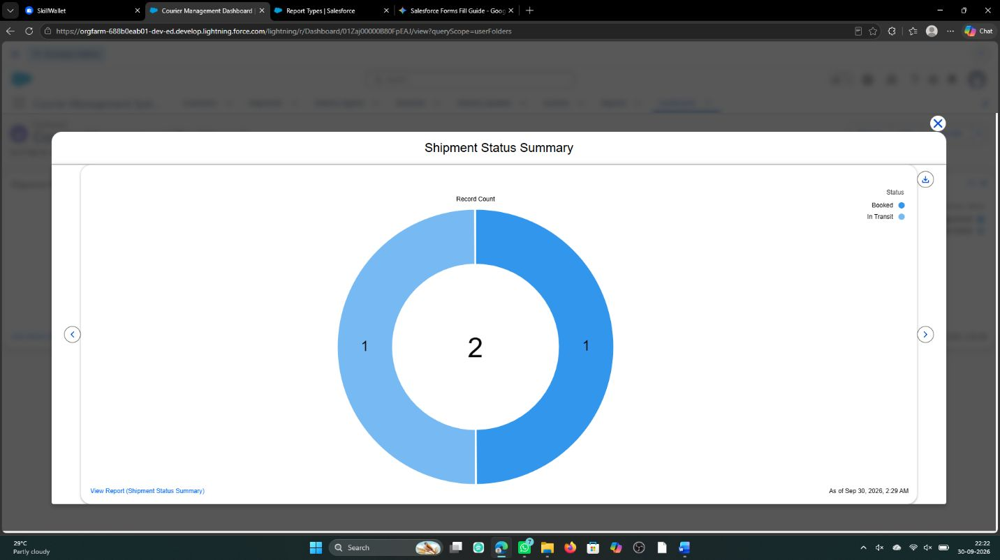 SkillWallet
Courier Management Dashboard |
Report Types | Salesforce
Salesforce Forms Fill Guide - Goog
https://orgfarm-688b0eab01-dev-ed.develop.lightning.force.com/lightning/r/Dashboard/01Zaj00000B80FpEAJ/view?queryScope=userFolders
Chat
Shipment Status Summary
Record Count
Status
Booked
In Transit
1
2
1
View Report (Shipment Status Summary)
As of Sep 30, 2026, 2:29 AM
29°C
Partly cloudy
Search
7
22:22
30-09-2026